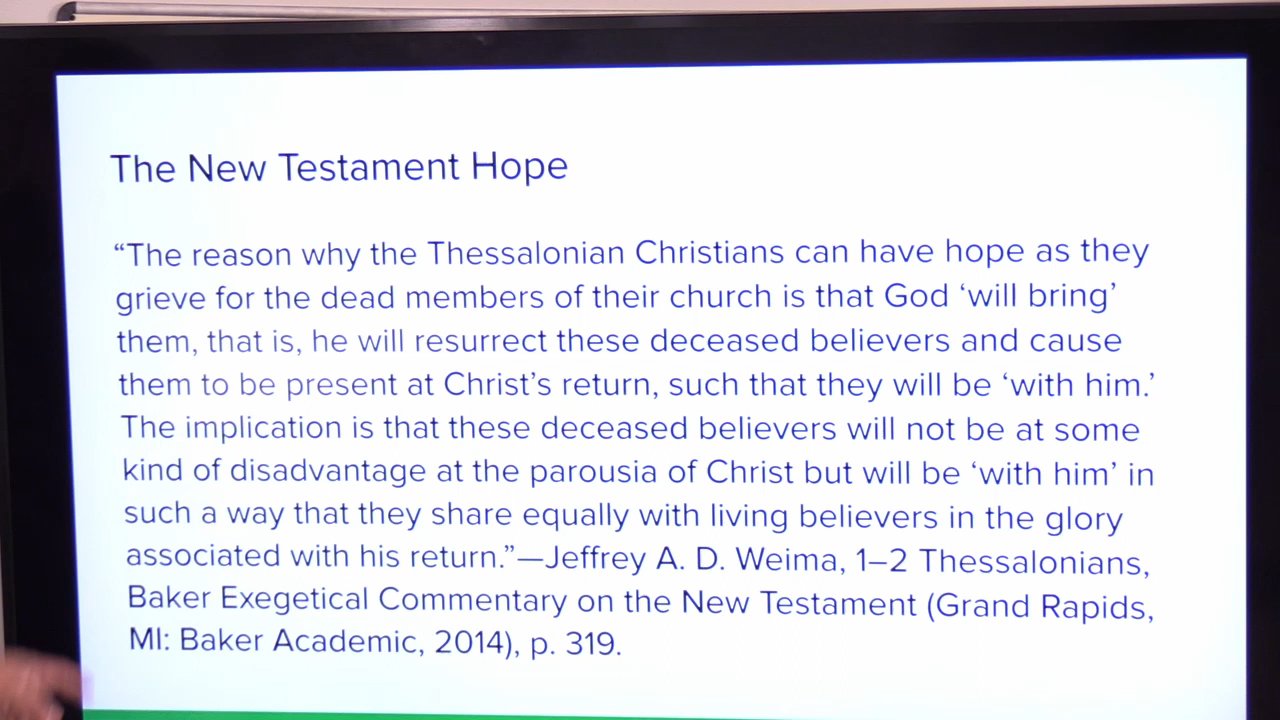 The New Testament Hope
“The reason why the Thessalonian Christians can have hope as they
grieve for the dead members of their church is that God ‘will bring’
them, that is, he will resurrect these deceased believers and cause
them to be present at Christ’s return, such that they will be ‘with him.’
The implication is that these deceased believers will not be at some
kind of disadvantage at the parousia of Christ but will be ‘with him’ in
such a way that they share equally with living believers in the glory
associated with his return.”—Jeffrey A. D. Weima, 1–2 Thessalonians,
Baker Exegetical Commentary on the New Testament (Grand Rapids,
MI: Baker Academic, 2014), p. 319.